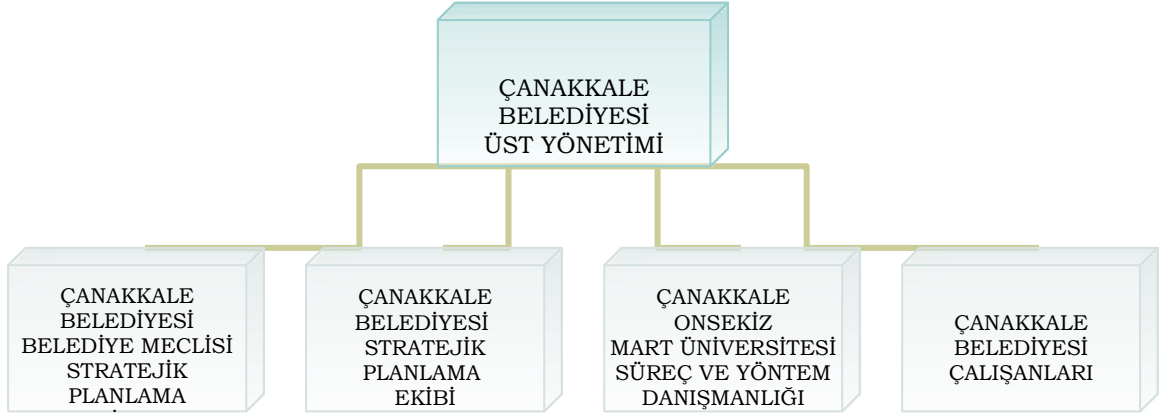 ÇANAKKALE
BELEDİYESİ
ÜST YÖNETİMİ
ÇANAKKALE
BELEDİYESİ
BELEDİYE MECLİSİ
STRATEJİK
PLANLAMA
ÇANAKKALE
BELEDİYESİ
STRATEJİK
PLANLAMA
EKİBİ
ÇANAKKALE
ONSEKİZ
MART ÜNİVERSİTESİ
SÜREÇ VE YÖNTEM
DANIŞMANLIĞI
ÇANAKKALE
BELEDİYESİ
ÇALIŞANLARI